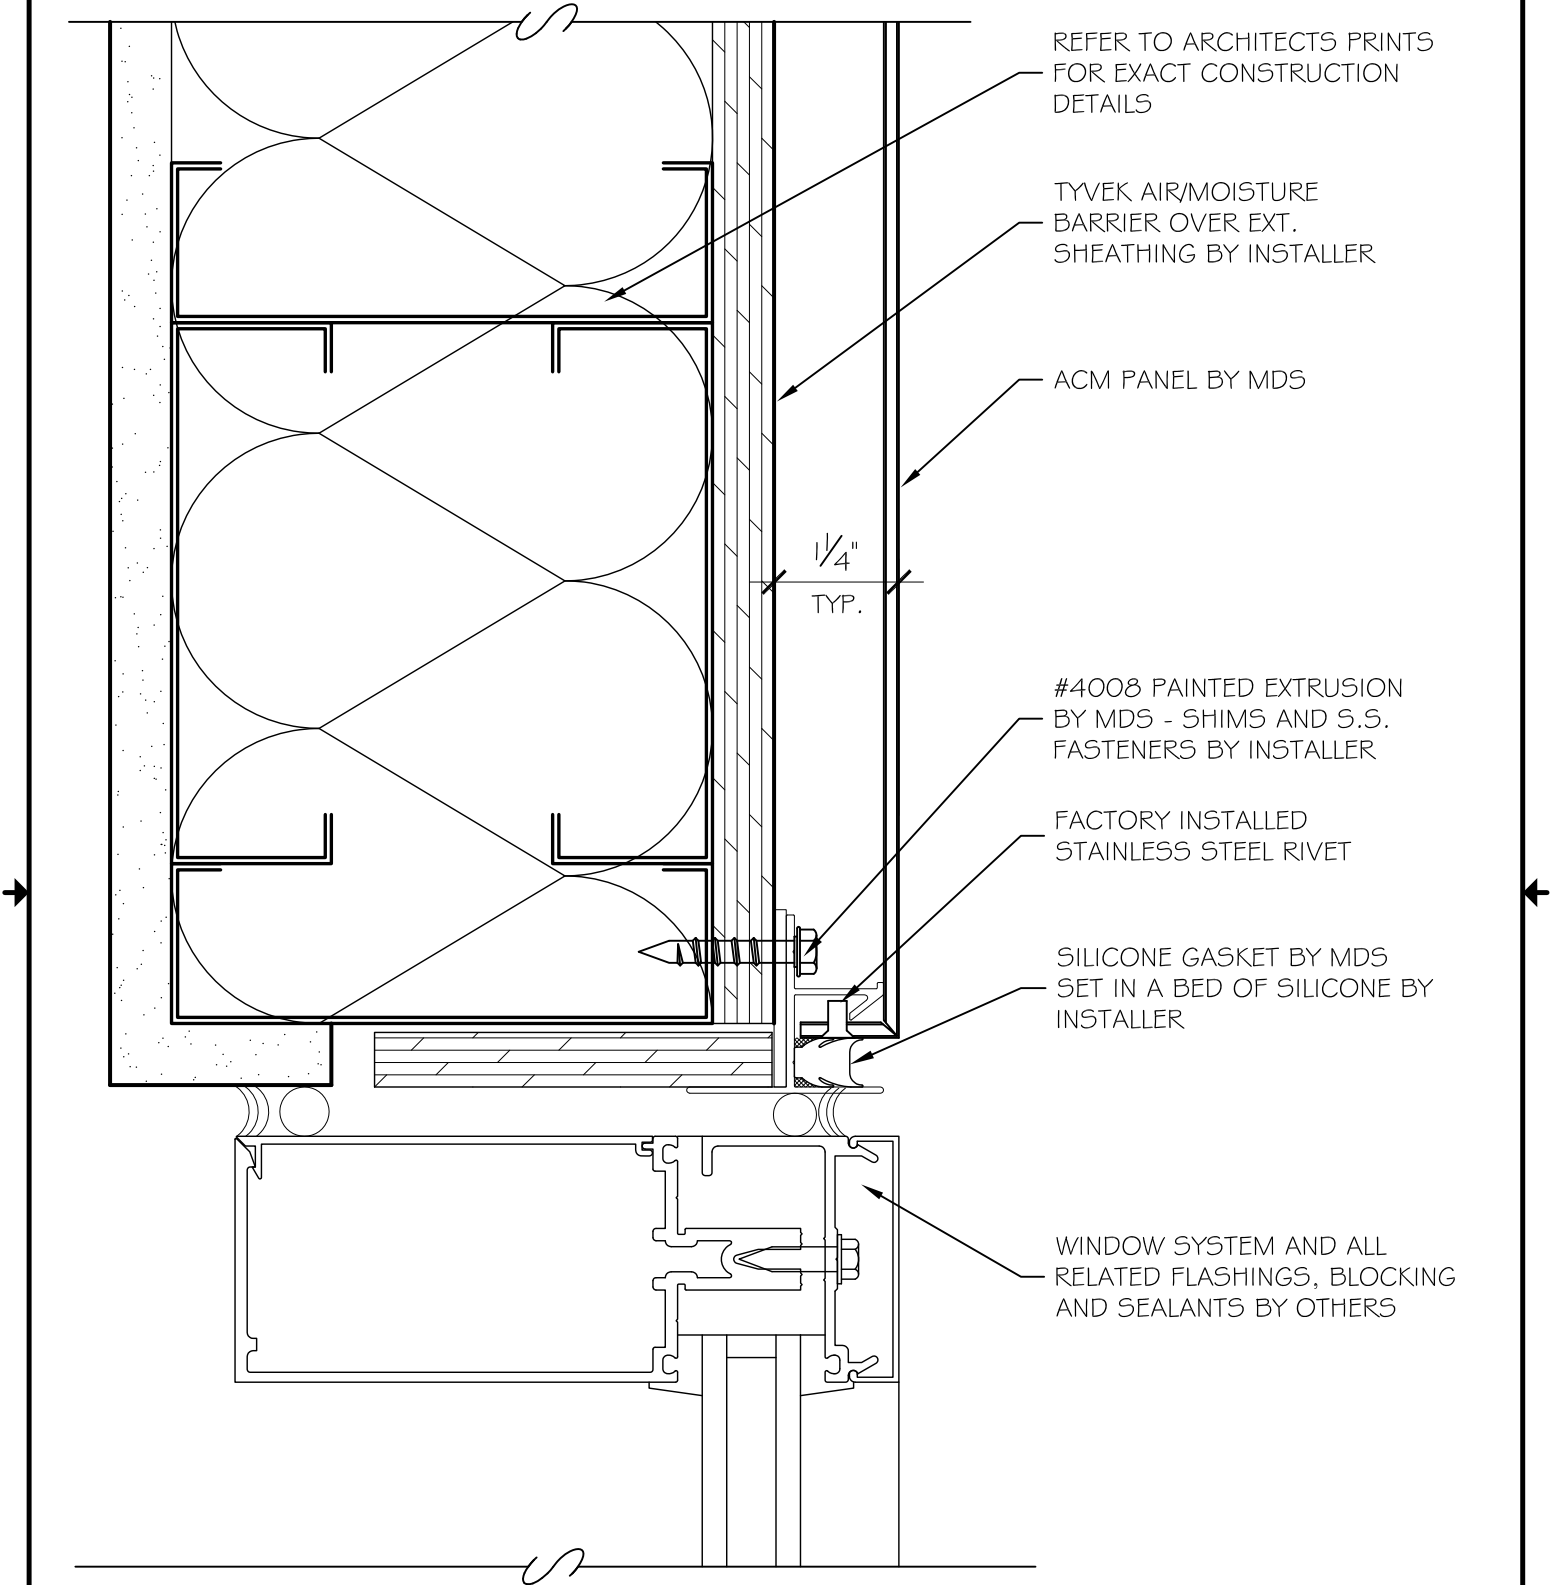 REFER TO ARCHITECTS PRINTS
FOR EXACT CONSTRUCTION
DETAILS
TYVEK AIR/MOISTURE
BARRIER OVER EXT.
SHEATHING BY INSTALLER
ACM PANEL BY MDS
1 1/4"
TYP.
#4008 PAINTED EXTRUSION
BY MDS - SHIMS AND S.S.
FASTENERS BY INSTALLER
FACTORY INSTALLED
STAINLESS STEEL RIVET
SILICONE GASKET BY MDS
SET IN A BED OF SILICONE BY
INSTALLER
WINDOW SYSTEM AND ALL
RELATED FLASHINGS, BLOCKING
AND SEALANTS BY OTHERS